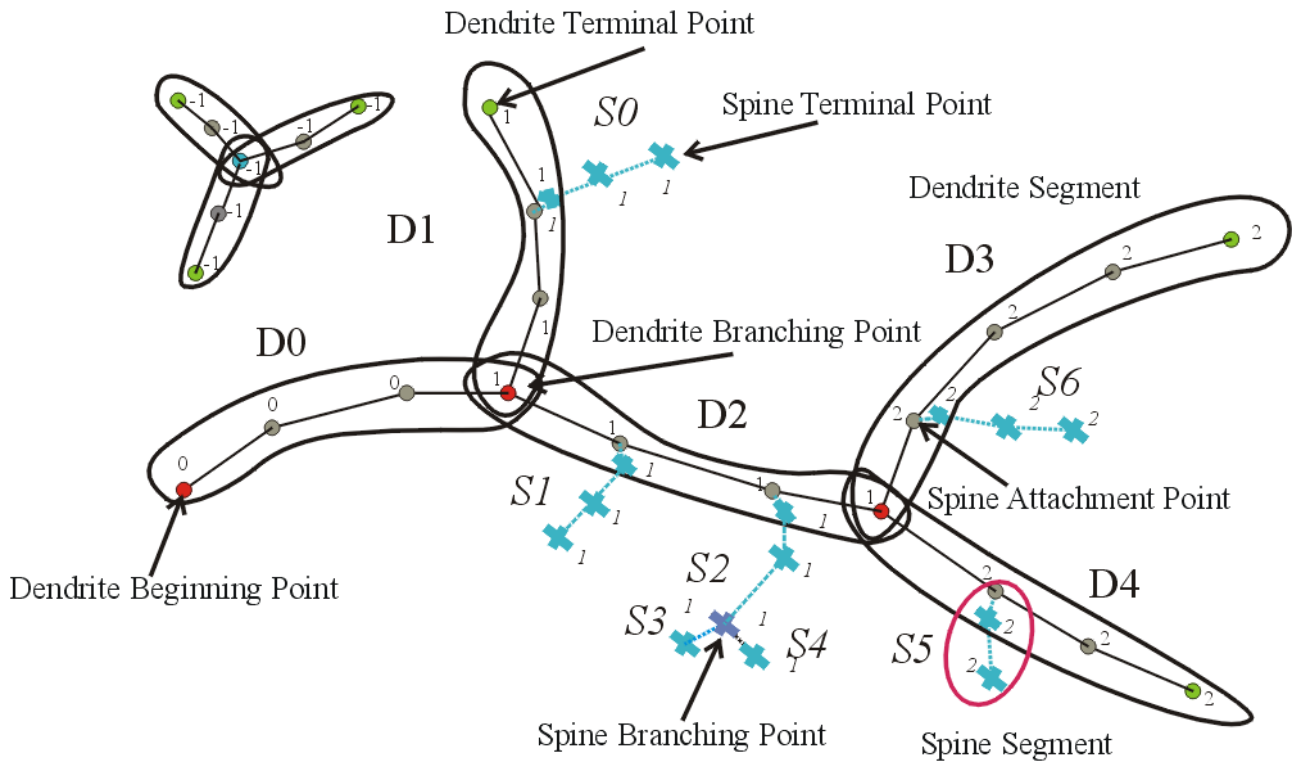 Dendrite Terminal Point
-1
-1
-1
-1
-1
-1
-1
1
S0
Spine Terminal Point
1
1
1
1
Dendrite Segment
D1
D3
2
2
2
1
Dendrite Branching Point
D0
0
0
1
0
D2
S6
2
2
2
2
1
1
S1
1
1
1
1
1
Spine Attachment Point
0
Dendrite Beginning Point
S2
1
1
1
S3
S4
1
2
D4
S5
2
2
2
2
Spine Branching Point
Spine Segment